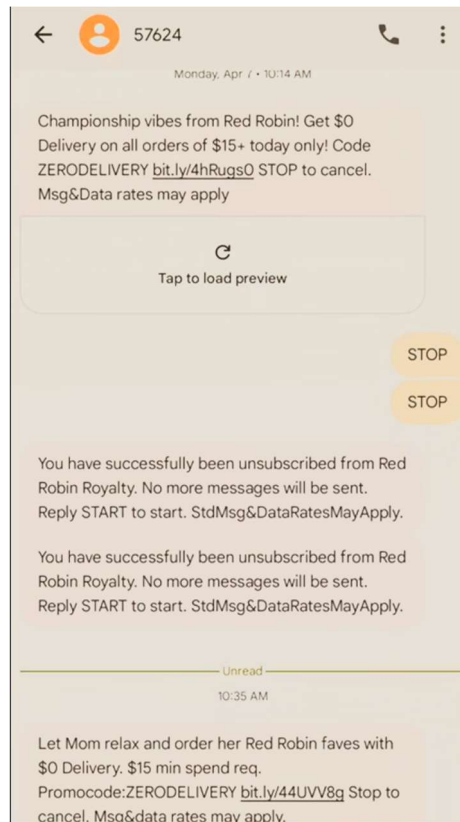 57624
Monday, Apr 7 • 10:14 AM
Championship vibes from Red Robin! Get $0
Delivery on all orders of $15+ today only! Code
ZERODELIVERY bit.ly/4hRugs0 STOP to cancel.
Msg&Data rates may apply
Tap to load preview
STOP
STOP
You have successfully been unsubscribed from Red
Robin Royalty. No more messages will be sent.
Reply START to start. StdMsg&DataRatesMayApply.
You have successfully been unsubscribed from Red
Robin Royalty. No more messages will be sent.
Reply START to start. StdMsg&DataRatesMayApply.
Unread
10:35 AM
Let Mom relax and order her Red Robin faves with
$0 Delivery. $15 min spend req.
Promocode:ZERODELIVERY bit.ly/44UVV8g Stop to
cancel. Msg&data rates may apply.